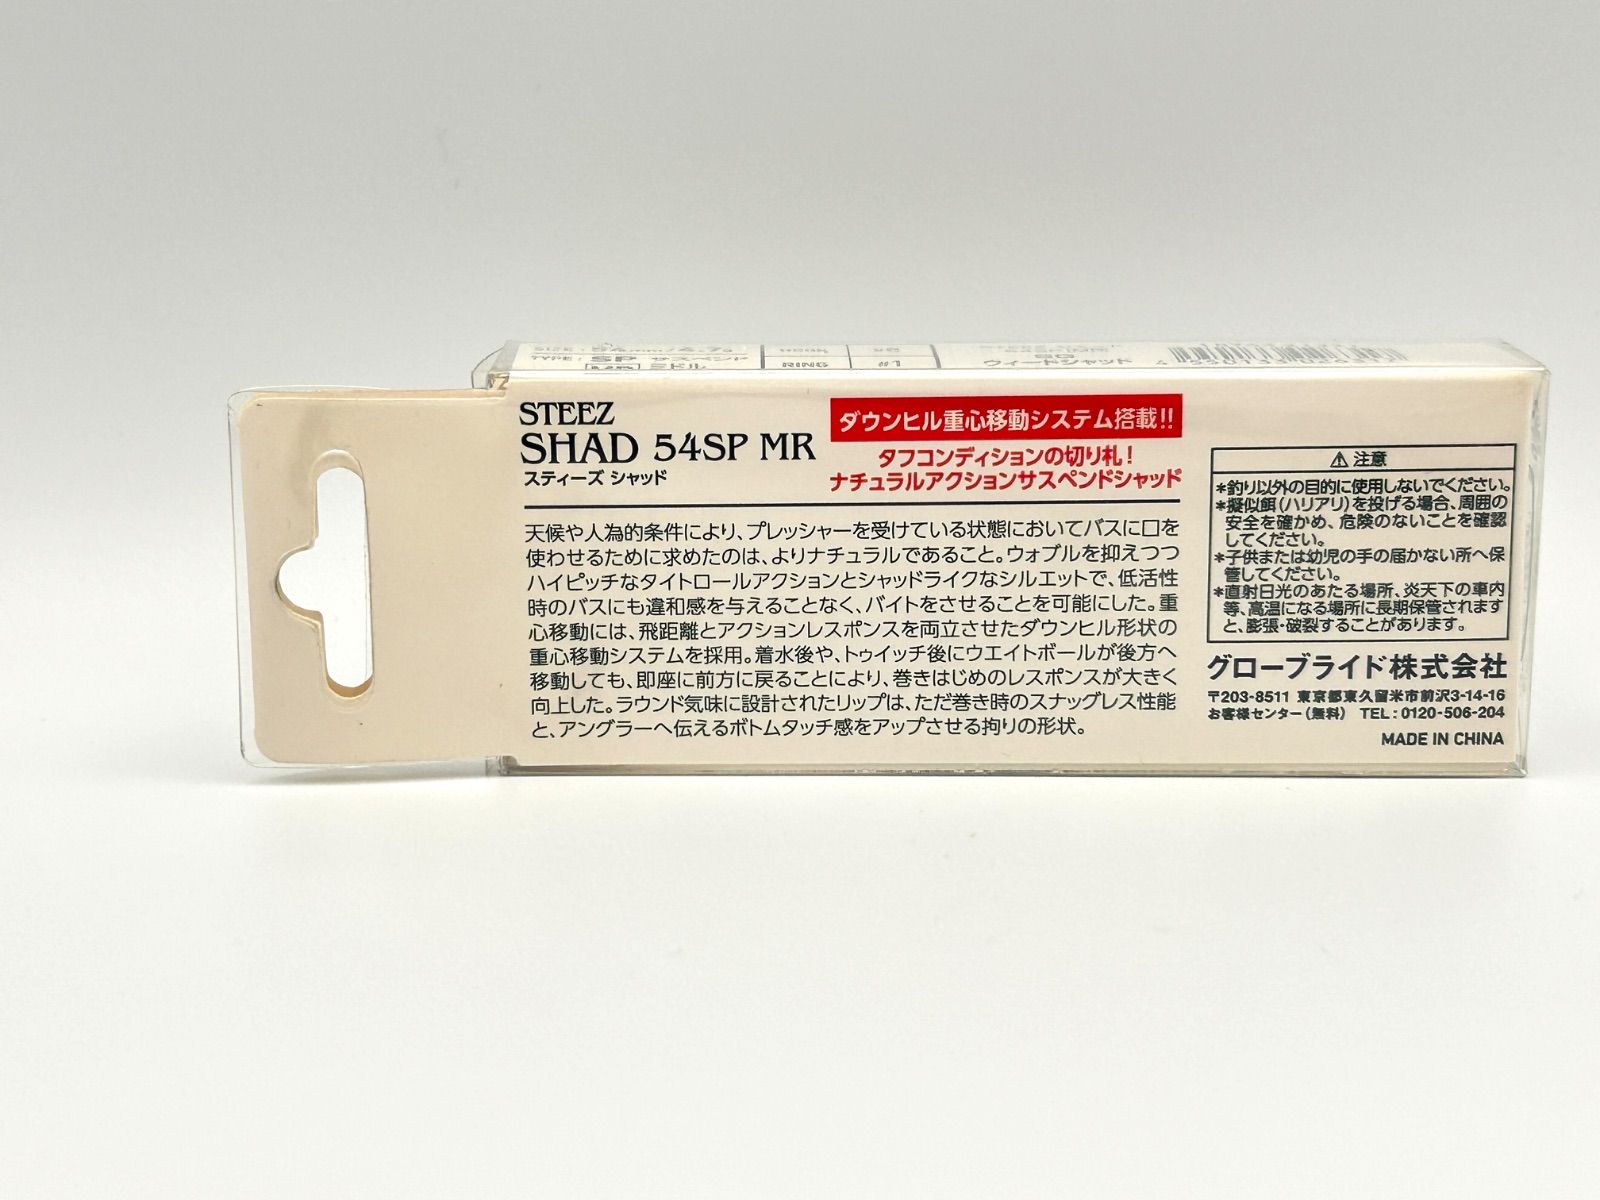 SP サスペンド
RING #1
ウィードシャッド
STEEZ
SHAD 54SP MR
スティーズ シャッド
ダウンヒル重心移動システム搭載!!
タフコンディションの切り札!
ナチュラルアクションサスペンドシャッド
天候や人為的条件により、プレッシャーを受けている状態においてバスに口を
使わせるために求めたのは、よりナチュラルであること。ウォブルを抑えつつ
ハイピッチなタイトロールアクションとシャッドライクなシルエットで、低活性
時のバスにも違和感を与えることなく、バイトをさせることを可能にした。重
心移動には、飛距離とアクションレスポンスを両立させたダウンヒル形状の
重心移動システムを採用。着水後や、トゥイッチ後にウエイトボールが後方へ
移動しても、即座に前方に戻ることにより、巻きはじめのレスポンスが大きく
向上した。ラウンド気味に設計されたリップは、ただ巻き時のスナッグレス性能
と、アングラーへ伝えるボトムタッチ感をアップさせる拘りの形状。
⚠ 注意
*釣り以外の目的に使用しないでください。
*擬似餌(ハリアリ)を投げる場合、周囲の
安全を確かめ、危険のないことを確認
してください。
*子供または幼児の手の届かない所へ保
管してください。
*直射日光のあたる場所、炎天下の車内
等、高温になる場所に長期保管されます
と、膨張・破裂することがあります。
グローブライド株式会社
〒203-8511 東京都東久留米市前沢3-14-16
お客様センター(無料) TEL:0120-506-204
MADE IN CHINA